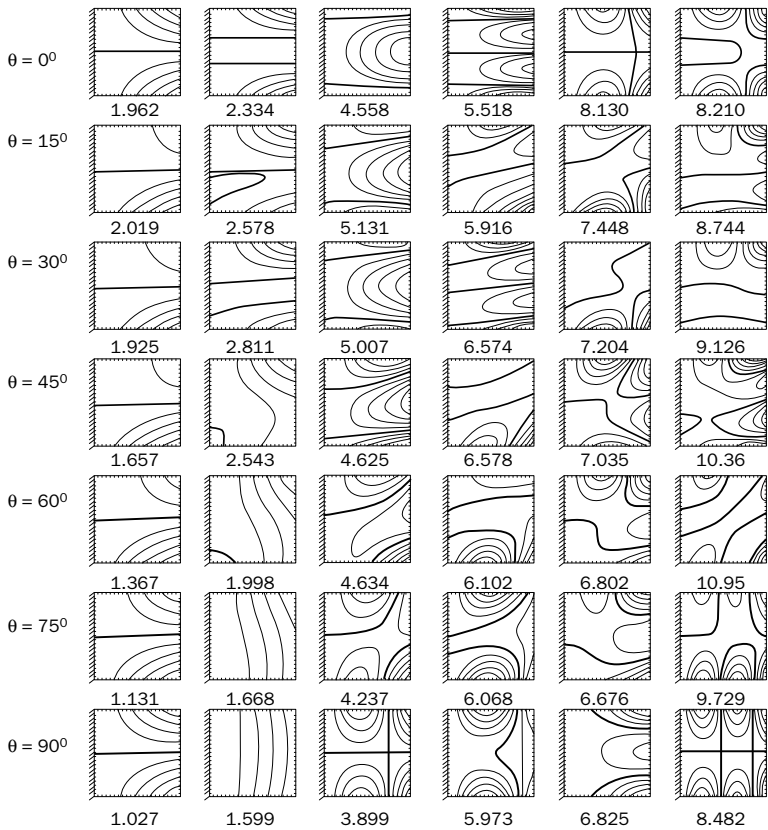 θ = 0⁰
1.962 2.334 4.558 5.518 8.130 8.210
θ = 15⁰
2.019 2.578 5.131 5.916 7.448 8.744
θ = 30⁰
1.925 2.811 5.007 6.574 7.204 9.126
θ = 45⁰
1.657 2.543 4.625 6.578 7.035 10.36
θ = 60⁰
1.367 1.998 4.634 6.102 6.802 10.95
θ = 75⁰
1.131 1.668 4.237 6.068 6.676 9.729
θ = 90⁰
1.027 1.599 3.899 5.973 6.825 8.482